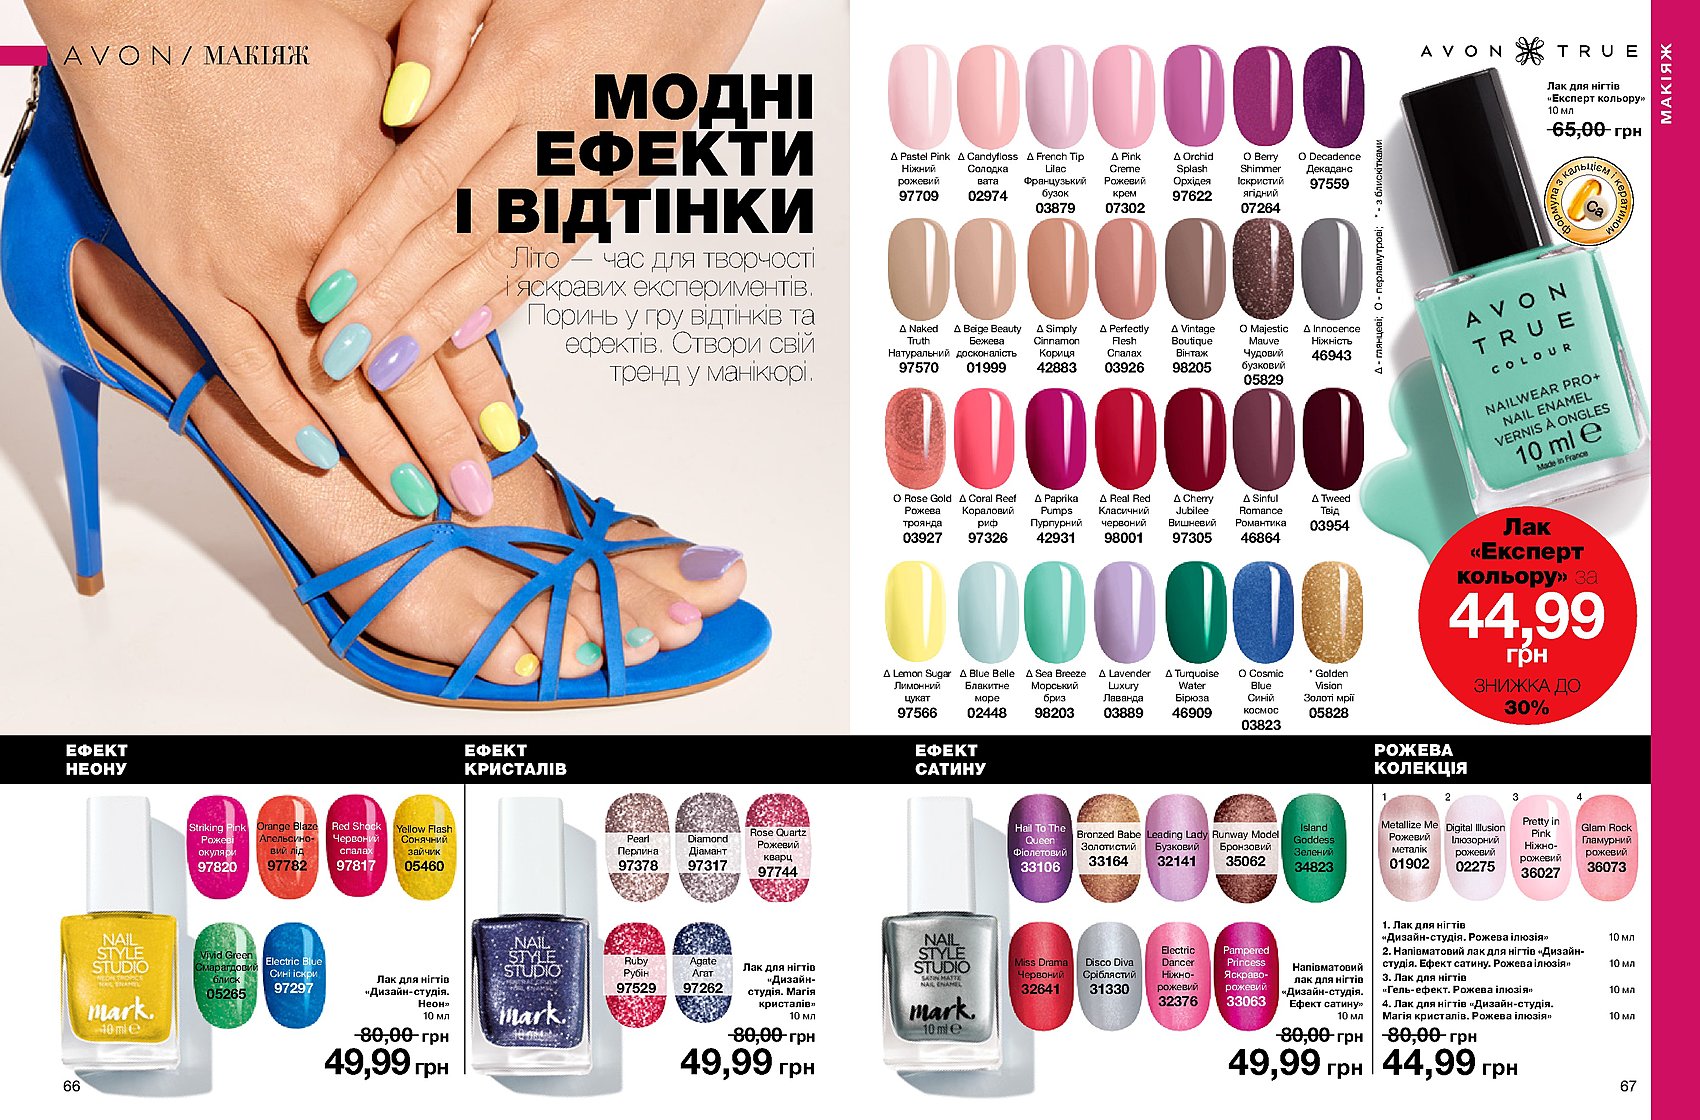 AVON / МАКІЯЖ
МОДНІ
ЕФЕКТИ
І ВІДТІНКИ
Літо — час для творчості
і яскравих експериментів.
Поринь у гру відтінків та
ефектів. Створи свій
тренд у манікюрі.
AVON TRUE
МАКІЯЖ
Лак для нігтів
«Експерт кольору»
10 мл
65,00 грн
формула з кальцієм і кератином
Ca
Δ - глянцеві; O - перламутрові; * - з блискітками
Δ Pastel Pink
Ніжний
рожевий
97709
Δ Candyfloss
Солодка
вата
02974
Δ French Tip
Lilac
Французький
бузок
03879
Δ Pink
Creme
Рожевий
крем
07302
Δ Orchid
Splash
Орхідея
97622
O Berry
Shimmer
Іскристий
ягідний
07264
O Decadence
Декаданс
97559
Δ Naked
Truth
Натуральний
97570
Δ Beige Beauty
Бежева
досконалість
01999
Δ Simply
Cinnamon
Кориця
42883
Δ Perfectly
Flesh
Спалах
03926
Δ Vintage
Boutique
Вінтаж
98205
O Majestic
Mauve
Чудовий
бузковий
05829
Δ Innocence
Ніжність
46943
O Rose Gold
Рожева
троянда
03927
Δ Coral Reef
Кораловий
риф
97326
Δ Paprika
Pumps
Пурпурний
42931
Δ Real Red
Класичний
червоний
98001
Δ Cherry
Jubilee
Вишневий
97305
Δ Sinful
Romance
Романтика
46864
Δ Tweed
Твід
03954
Δ Lemon Sugar
Лимонний
цукат
97566
Δ Blue Belle
Блакитне
море
02448
Δ Sea Breeze
Морський
бриз
98203
Δ Lavender
Luxury
Лаванда
03889
Δ Turquoise
Water
Бірюза
46909
O Cosmic
Blue
Синій
космос
03823
* Golden
Vision
Золоті мрії
05828
AVON
TRUE
COLOUR
NAILWEAR PRO+
NAIL ENAMEL
VERNIS À ONGLES
10 ml e
Made in France
Лак
«Експерт
кольору» за
44,99
грн
ЗНИЖКА ДО
30%
ЕФЕКТ
НЕОНУ
Striking Pink
Рожеві
окуляри
97820
Orange Blaze
Апельсино-
вий лід
97782
Red Shock
Червоний
спалах
97817
Yellow Flash
Сонячний
зайчик
05460
Vivid Green
Смарагдовий
блиск
05265
Electric Blue
Сині іскри
97297
NAIL
STYLE
STUDIO
NEON TROPICS
NAIL ENAMEL
mark.
10 ml e
Лак для нігтів
«Дизайн-студія.
Неон»
10 мл
80,00 грн
49,99 грн
ЕФЕКТ
КРИСТАЛІВ
Pearl
Перлина
97378
Diamond
Діамант
97317
Rose Quartz
Рожевий
кварц
97744
Ruby
Рубін
97529
Agate
Агат
97262
NAIL
STYLE
STUDIO
NAIL ENAMEL
mark.
10 ml e
Лак для нігтів
«Дизайн-
студія. Магія
кристалів»
10 мл
80,00 грн
49,99 грн
ЕФЕКТ
САТИНУ
Hail To The
Queen
Фіолетовий
33106
Bronzed Babe
Золотистий
33164
Leading Lady
Бузковий
32141
Runway Model
Бронзовий
35062
Island
Goddess
Зелений
34823
Miss Drama
Червоний
32641
Disco Diva
Сріблястий
31330
Electric
Dancer
Ніжно-
рожевий
32376
Pampered
Princess
Яскраво-
рожевий
33063
NAIL
STYLE
STUDIO
SATIN MATTE
NAIL ENAMEL
mark.
10 ml e
Напівматовий
лак для нігтів
«Дизайн-студія.
Ефект сатину»
10 мл
80,00 грн
49,99 грн
РОЖЕВА
КОЛЕКЦІЯ
1
Metallize Me
Рожевий
металік
01902
2
Digital Illusion
Ілюзорний
рожевий
02275
3
Pretty in
Pink
Ніжно-
рожевий
36027
4
Glam Rock
Гламурний
рожевий
36073
1. Лак для нігтів
«Дизайн-студія. Рожева ілюзія» 10 мл
2. Напівматовий лак для нігтів «Дизайн-
студія. Ефект сатину. Рожева ілюзія» 10 мл
3. Лак для нігтів
«Гель-ефект. Рожева ілюзія» 10 мл
4. Лак для нігтів «Дизайн-студія.
Магія кристалів. Рожева ілюзія» 10 мл
80,00 грн
44,99 грн
66
67